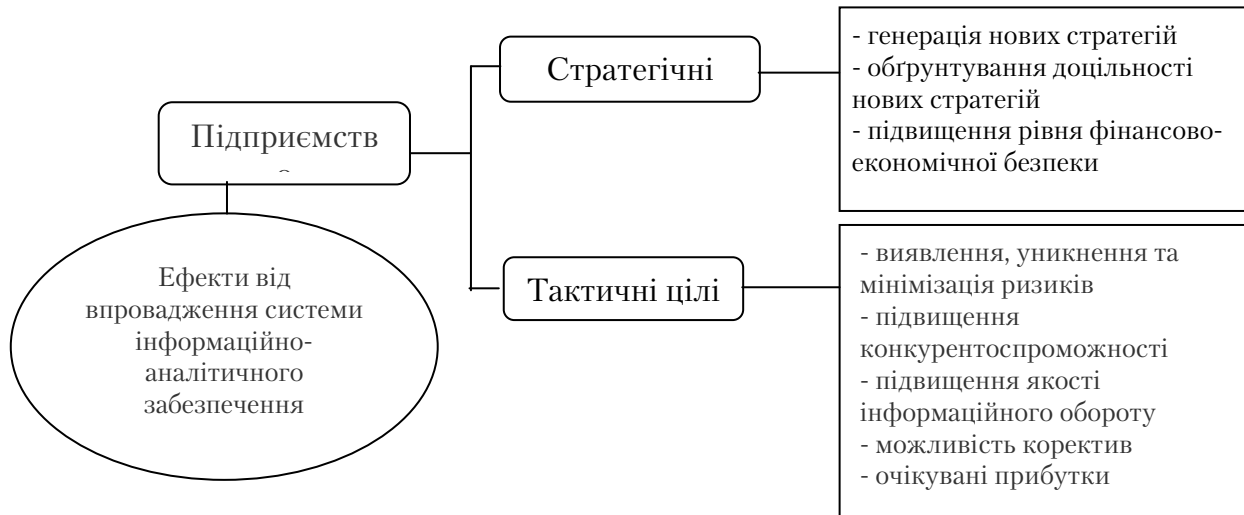 Підприємств
Ефекти від
впровадження системи
інформаційно-
аналітичного
забезпечення
Стратегічні
- генерація нових стратегій
- обґрунтування доцільності
нових стратегій
- підвищення рівня фінансово-
економічної безпеки
Тактичні цілі
- виявлення, уникнення та
мінімізація ризиків
- підвищення
конкурентоспроможності
- підвищення якості
інформаційного обороту
- можливість коректив
- очікувані прибутки